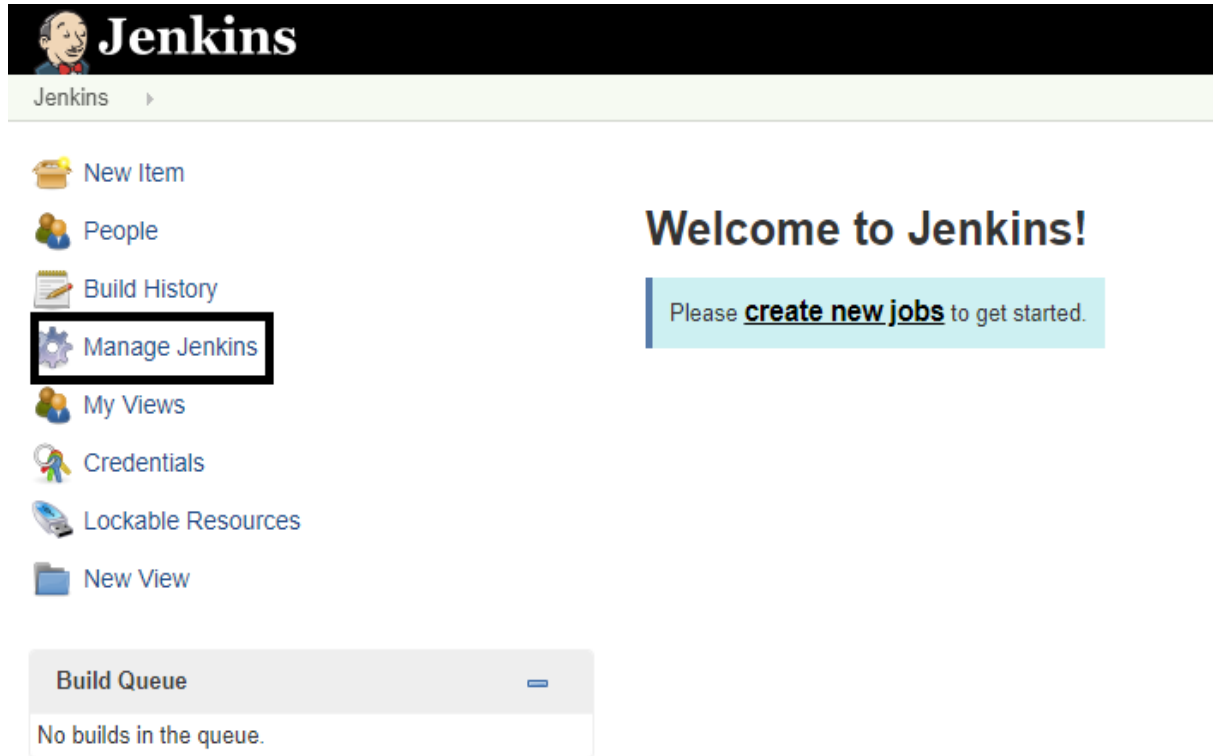 Jenkins
Jenkins
New Item
People
Build History
Manage Jenkins
My Views
Credentials
Lockable Resources
New View
Welcome to Jenkins!
Please create new jobs to get started.
Build Queue
No builds in the queue.